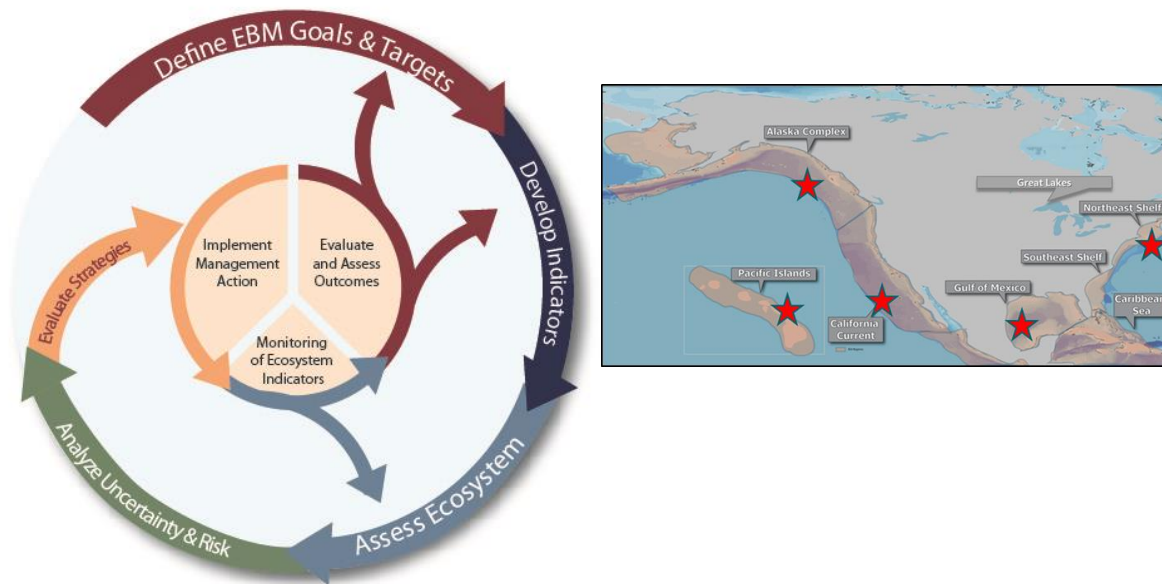 Define EBM Goals & Targets
Develop Indicators
Assess Ecosystem
Analyze Uncertainty & Risk
Evaluate Strategies
Implement
Management
Action
Evaluate
and Assess
Outcomes
Monitoring
of Ecosystem
Indicators
Alaska Complex
Great Lakes
Northeast Shelf
Southeast Shelf
Pacific Islands
Gulf of Mexico
Caribbean
Sea
California
Current